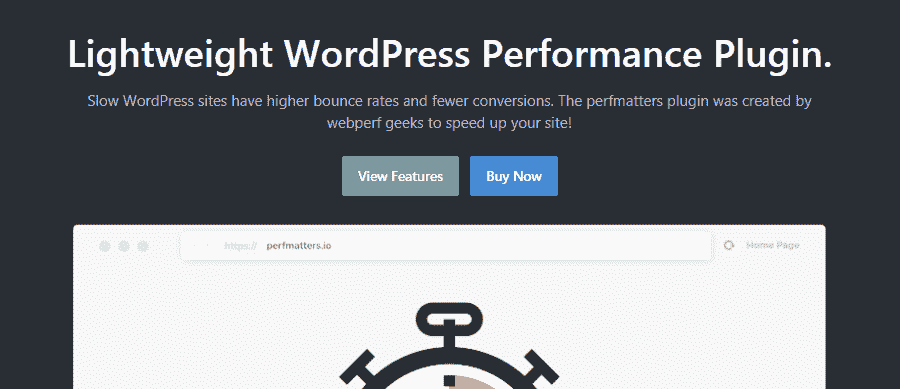 Lightweight WordPress Performance Plugin.
Slow WordPress sites have higher bounce rates and fewer conversions. The perfmatters plugin was created by
webperf geeks to speed up your site!
View Features Buy Now
https:// perfmatters.io Home Page